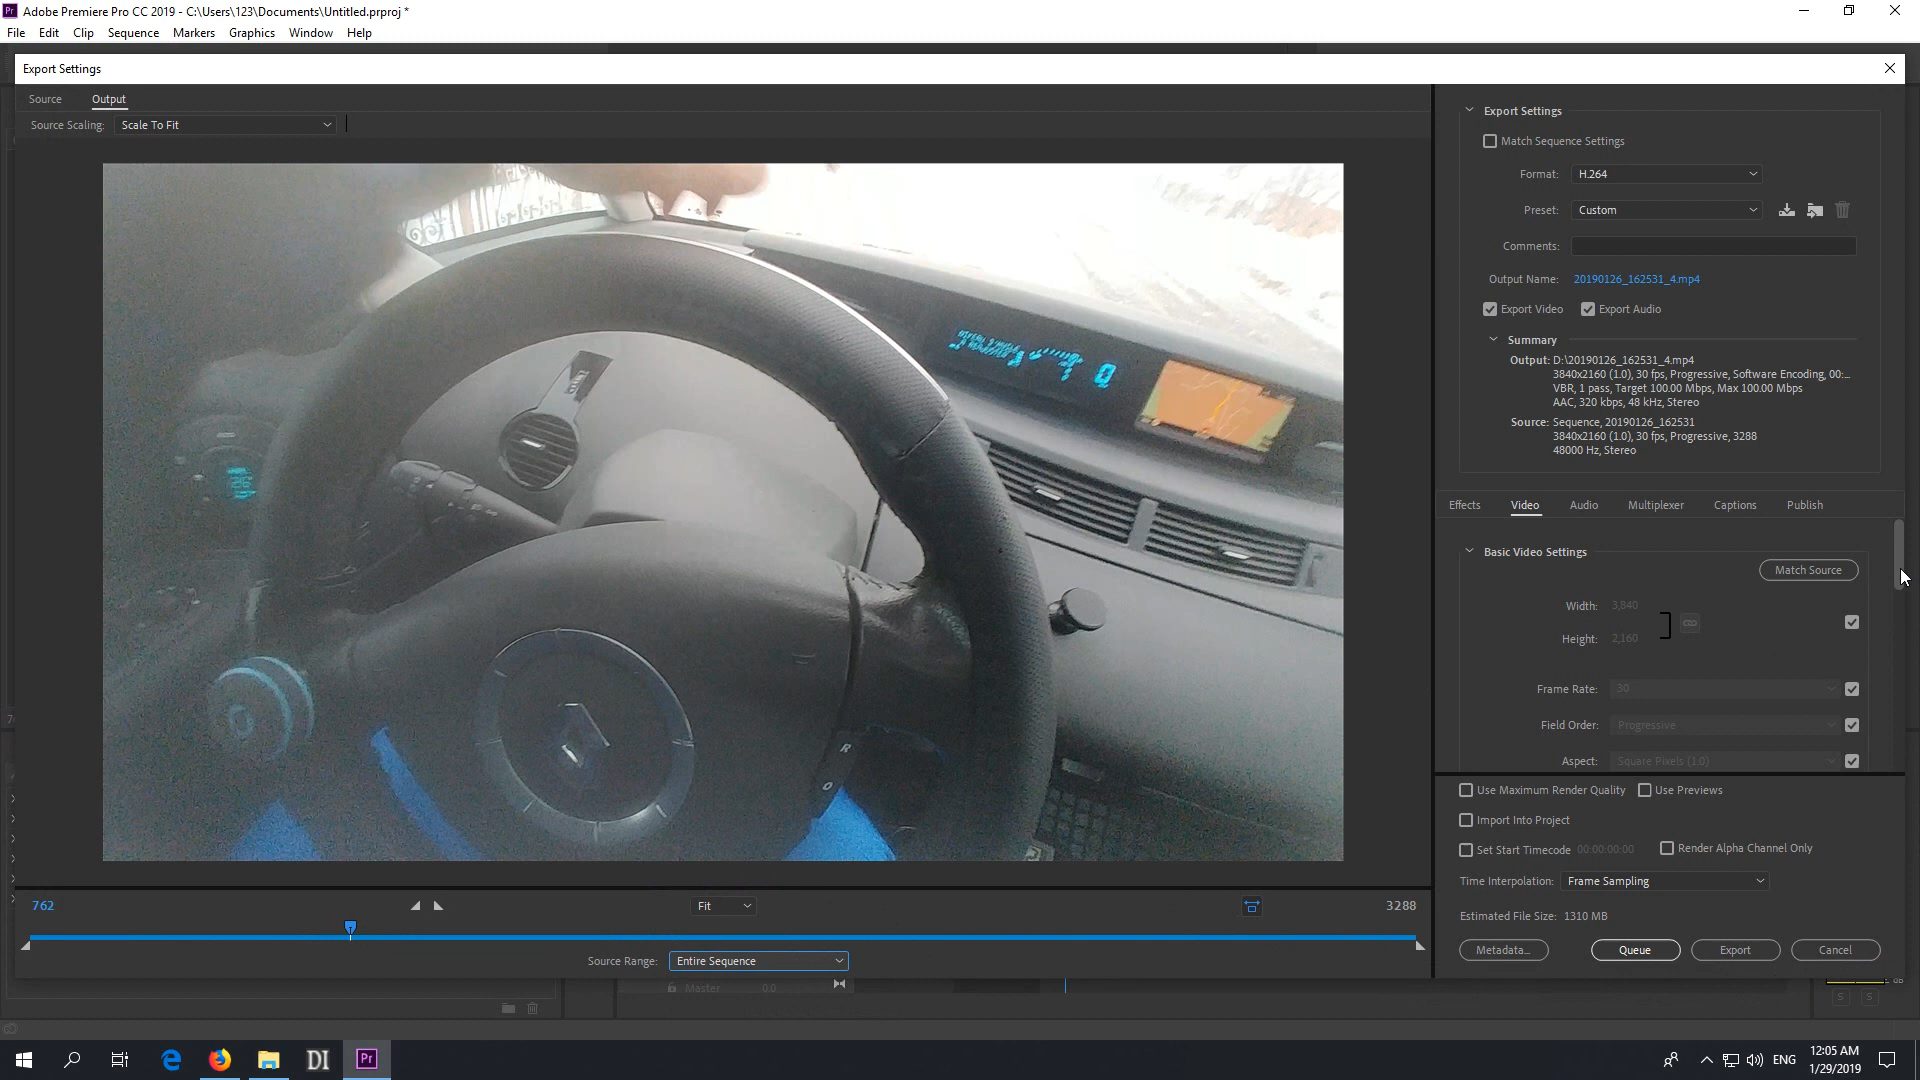 Pr Adobe Premiere Pro CC 2019 - C:\Users\123\Documents\Untitled.prproj *
File Edit Clip Sequence Markers Graphics Window Help
Export Settings
Source Output
Source Scaling: Scale To Fit
Export Settings
Match Sequence Settings
Format: H.264
Preset: Custom
Comments:
Output Name: 20190126_162531_4.mp4
Export Video Export Audio
Summary
Output: D:\20190126_162531_4.mp4
3840x2160 (1.0), 30 fps, Progressive, Software Encoding, 00:...
VBR, 1 pass, Target 100.00 Mbps, Max 100.00 Mbps
AAC, 320 kbps, 48 kHz, Stereo
Source: Sequence, 20190126_162531
3840x2160 (1.0), 30 fps, Progressive, 3288
48000 Hz, Stereo
Effects Video Audio Multiplexer Captions Publish
Basic Video Settings
Match Source
Width: 3,840
Height: 2,160
Frame Rate: 30
Field Order: Progressive
Aspect: Square Pixels (1.0)
R
O
0
Use Maximum Render Quality Use Previews
Import Into Project
Set Start Timecode 00:00:00:00 Render Alpha Channel Only
Time Interpolation: Frame Sampling
762 Fit 3288
Estimated File Size: 1310 MB
Source Range: Entire Sequence
Metadata... Queue Export Cancel
Master 0.0
dB
S S
DI Pr
ENG 12:05 AM
1/29/2019